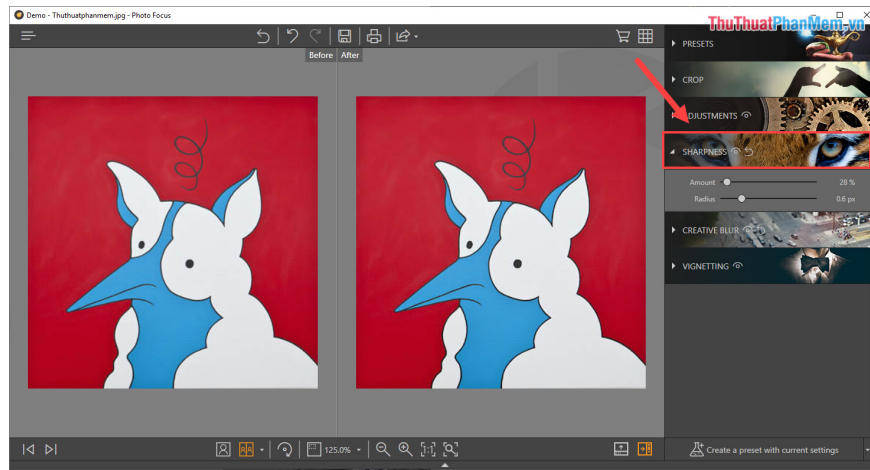 Demo - Thuthuatphanmem.jpg - Photo Focus
ThuThuatPhanMem.vn
Before After
PRESETS
CROP
ADJUSTMENTS
SHARPNESS
Amount 28 %
Radius 0.6 px
CREATIVE BLUR
VIGNETTING
125.0%
1:1
Create a preset with current settings